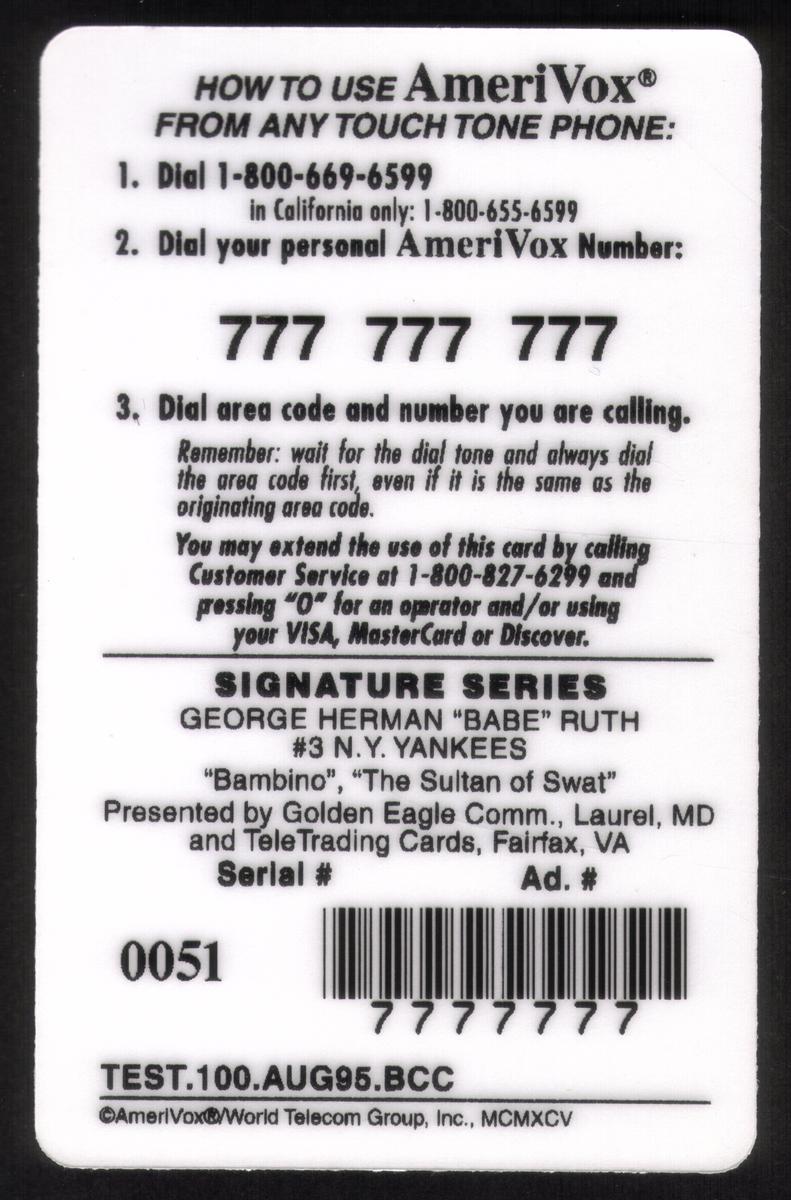 HOW TO USE AmeriVox®
FROM ANY TOUCH TONE PHONE:
1. Dial 1-800-669-6599
in California only: 1-800-655-6599
2. Dial your personal AmeriVox Number:
777 777 777
3. Dial area code and number you are calling.
Remember: wait for the dial tone and always dial
the area code first, even if it is the same as the
originating area code.
You may extend the use of this card by calling
Customer Service at 1-800-827-6299 and
pressing "0" for an operator and/or using
your VISA, MasterCard or Discover.
SIGNATURE SERIES
GEORGE HERMAN "BABE" RUTH
#3 N.Y. YANKEES
"Bambino", "The Sultan of Swat"
Presented by Golden Eagle Comm., Laurel, MD
and TeleTrading Cards, Fairfax, VA
Serial # Ad. #
0051
7777777
TEST.100.AUG95.BCC
©AmeriVox®/World Telecom Group, Inc., MCMXCV